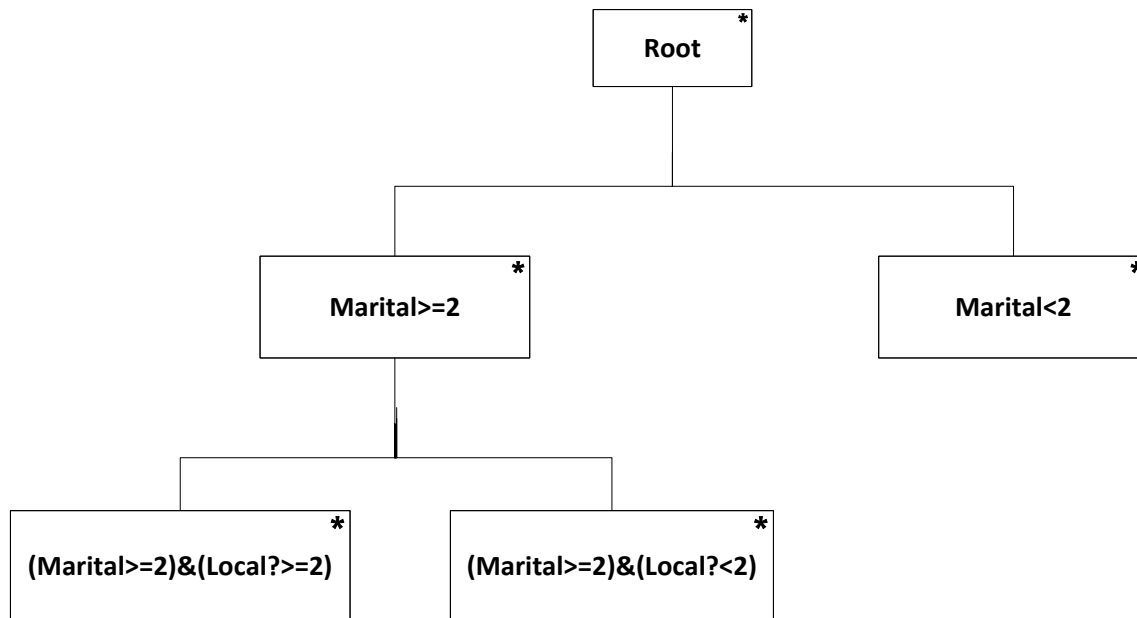 *
Root
*
Marital>=2
*
Marital<2
*
(Marital>=2)&(Local?>=2)
*
(Marital>=2)&(Local?<2)